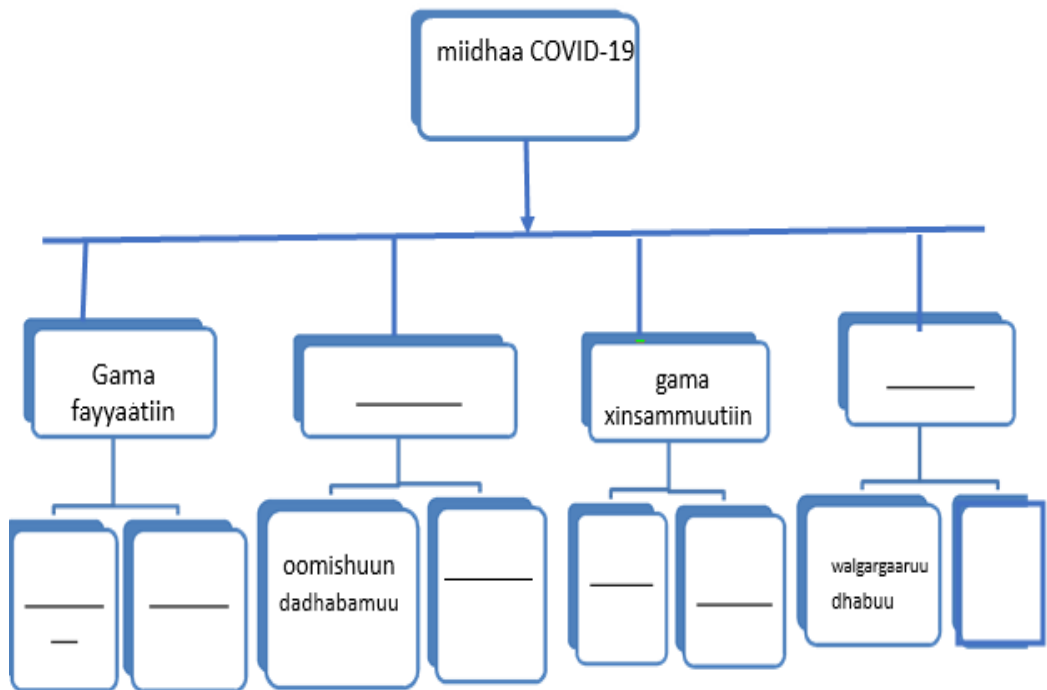 miidhaa COVID-19
Gama
fayyaatiin
gama
xinsammuutiin
oomishuun
dadhabamuu
walgargaaruu
dhabuu